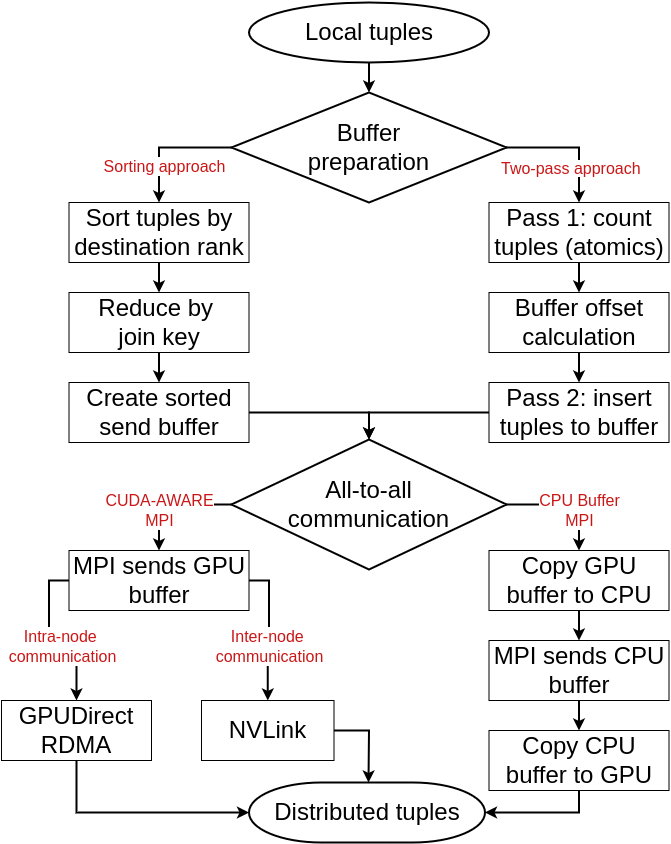 Local tuples
Buffer
preparation
Sorting approach
Two-pass approach
Sort tuples by
destination rank
Pass 1: count
tuples (atomics)
Reduce by
join key
Buffer offset
calculation
Create sorted
send buffer
Pass 2: insert
tuples to buffer
All-to-all
communication
CUDA-AWARE
MPI
CPU Buffer
MPI
MPI sends GPU
buffer
Copy GPU
buffer to CPU
Intra-node
communication
Inter-node
communication
MPI sends CPU
buffer
GPUDirect
RDMA
NVLink
Copy CPU
buffer to GPU
Distributed tuples